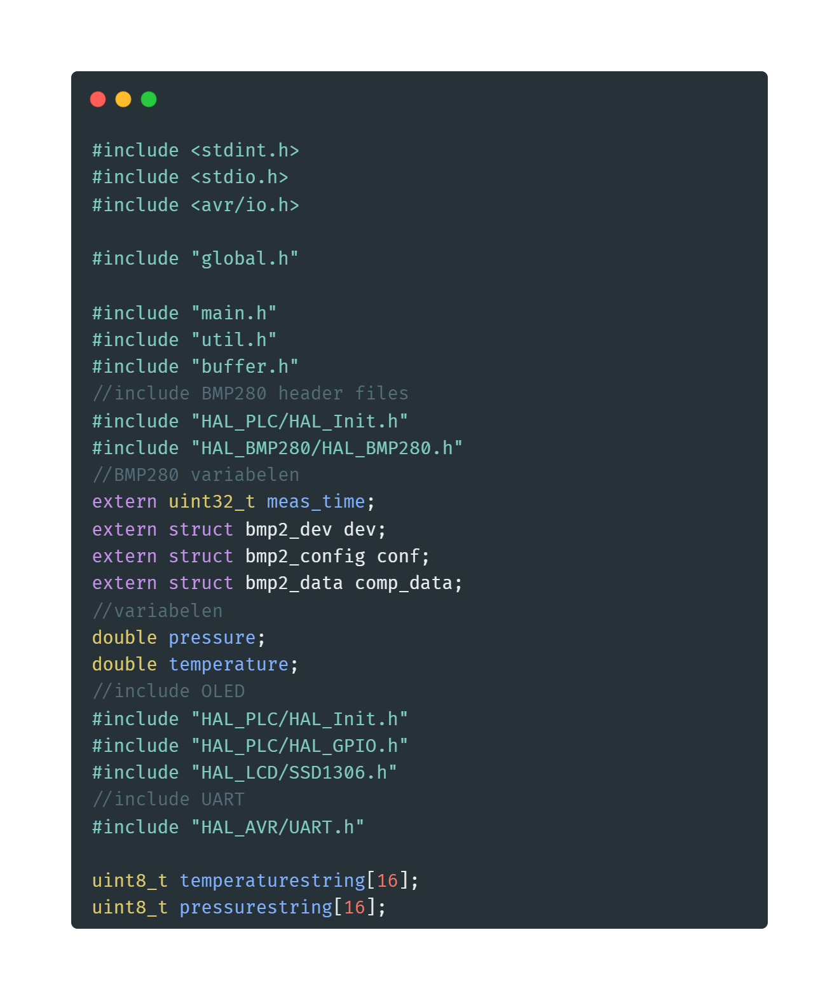 #include <stdint.h>
#include <stdio.h>
#include <avr/io.h>
#include "global.h"
#include "main.h"
#include "util.h"
#include "buffer.h"
//include BMP280 header files
#include "HAL_PLC/HAL_Init.h"
#include "HAL_BMP280/HAL_BMP280.h"
//BMP280 variabelen
extern uint32_t meas_time;
extern struct bmp2_dev dev;
extern struct bmp2_config conf;
extern struct bmp2_data comp_data;
//variabelen
double pressure;
double temperature;
//include OLED
#include "HAL_PLC/HAL_Init.h"
#include "HAL_PLC/HAL_GPIO.h"
#include "HAL_LCD/SSD1306.h"
//include UART
#include "HAL_AVR/UART.h"
uint8_t temperaturestring[16];
uint8_t pressurestring[16];